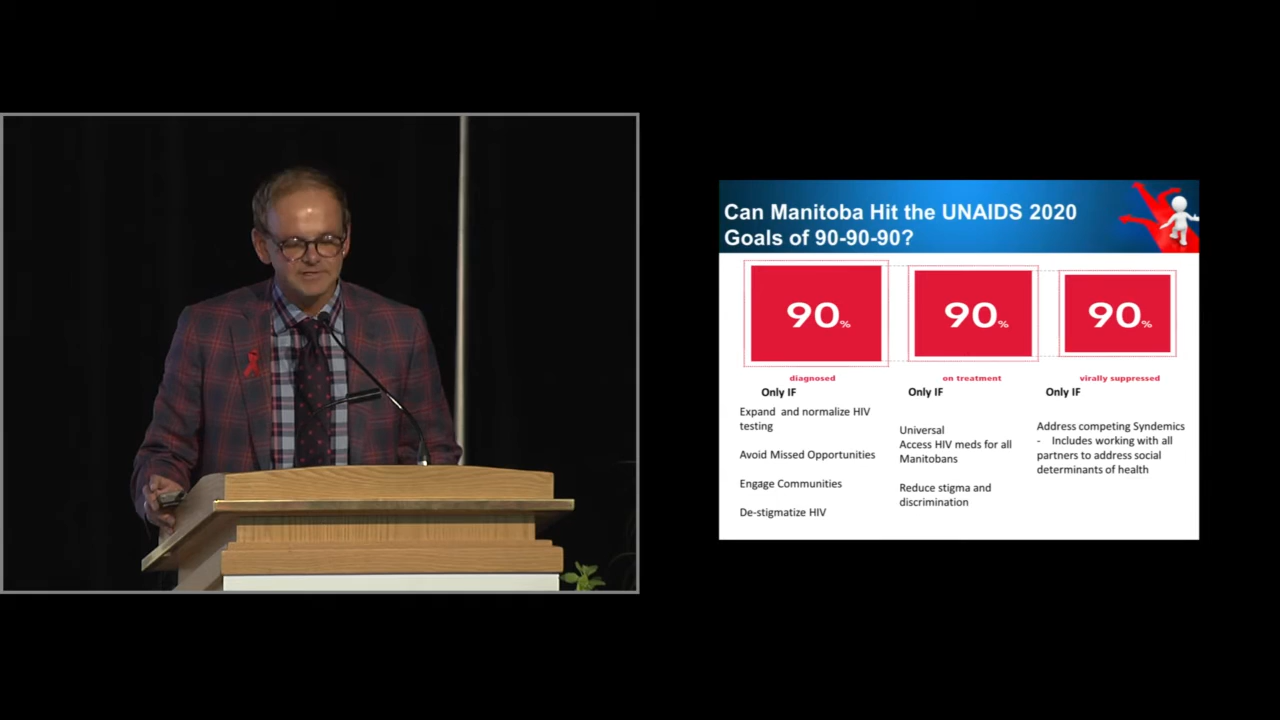 Can Manitoba Hit the UNAIDS 2020
Goals of 90-90-90?
90%
90%
90%
diagnosed
on treatment
virally suppressed
Only IF
Expand and normalize HIV
testing
Avoid Missed Opportunities
Engage Communities
De-stigmatize HIV
Only IF
Universal
Access HIV meds for all
Manitobans
Reduce stigma and
discrimination
Only IF
Address competing Syndemics
- Includes working with all
partners to address social
determinants of health